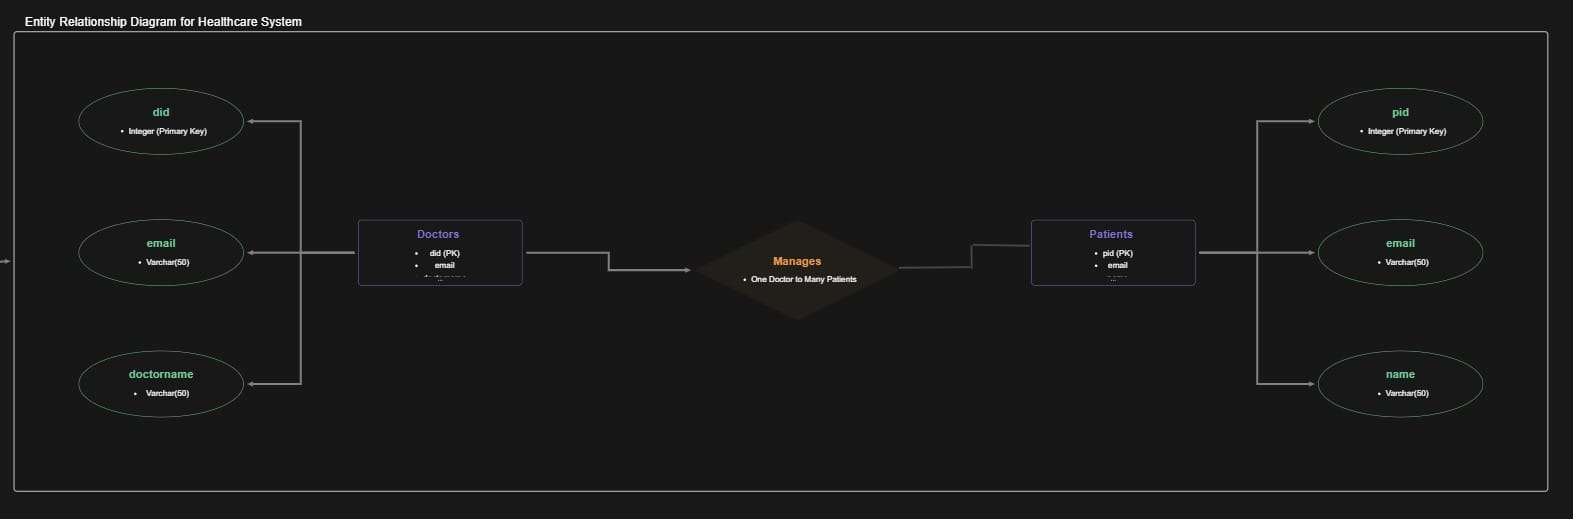 Entity Relationship Diagram for Healthcare System
did
• Integer (Primary Key)
email
• Varchar(50)
doctorname
• Varchar(50)
Doctors
• did (PK)
• email
...
Manages
• One Doctor to Many Patients
Patients
• pid (PK)
• email
...
pid
• Integer (Primary Key)
email
• Varchar(50)
name
• Varchar(50)